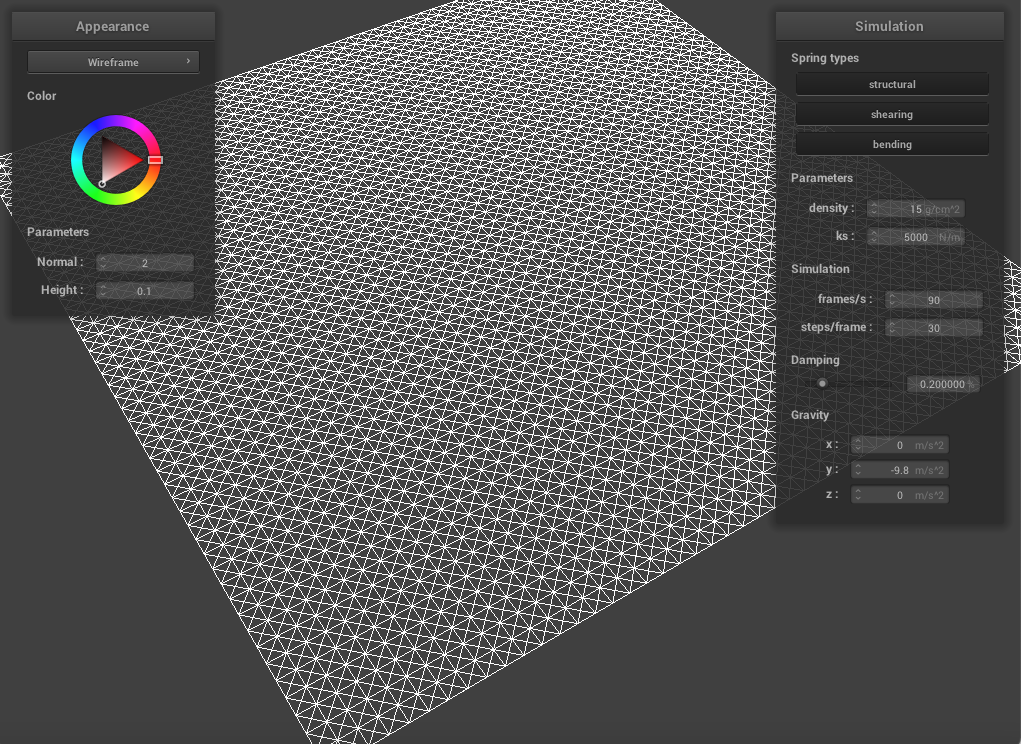 Appearance
Wireframe
Color
Parameters
Normal : 2
Height : 0.1
Simulation
Spring types
structural
shearing
bending
Parameters
density : 15 g/cm^2
ks : 5000 N/m
Simulation
frames/s : 90
steps/frame : 30
Damping
0.200000 %
Gravity
x : 0 m/s^2
y : -9.8 m/s^2
z : 0 m/s^2